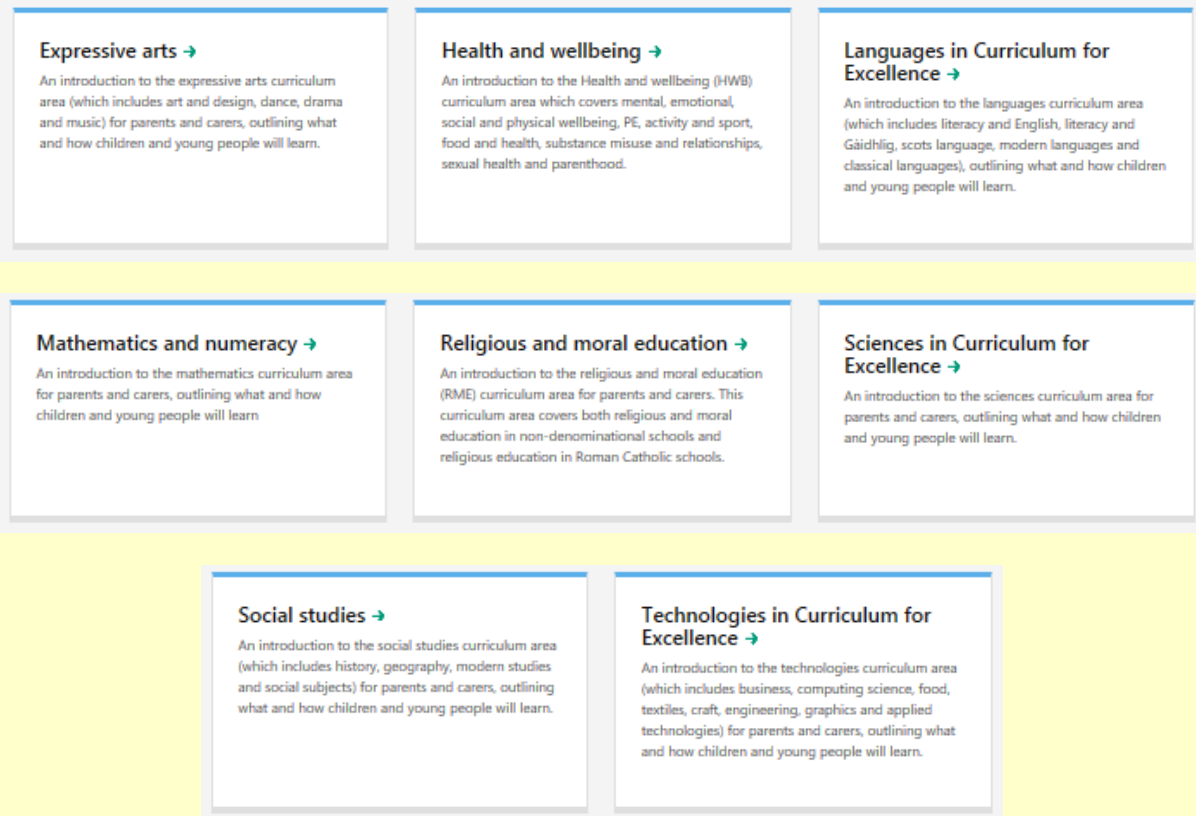 Expressive arts →
An introduction to the expressive arts curriculum
area (which includes art and design, dance, drama
and music) for parents and carers, outlining what
and how children and young people will learn.
Health and wellbeing →
An introduction to the Health and wellbeing (HWB)
curriculum area which covers mental, emotional,
social and physical wellbeing, PE, activity and sport,
food and health, substance misuse and relationships,
sexual health and parenthood.
Languages in Curriculum for
Excellence →
An introduction to the languages curriculum area
(which includes literacy and English, literacy and
Gàidhlig, scots language, modern languages and
classical languages), outlining what and how children
and young people will learn.
Mathematics and numeracy →
An introduction to the mathematics curriculum area
for parents and carers, outlining what and how
children and young people will learn
Religious and moral education →
An introduction to the religious and moral education
(RME) curriculum area for parents and carers. This
curriculum area covers both religious and moral
education in non-denominational schools and
religious education in Roman Catholic schools.
Sciences in Curriculum for
Excellence →
An introduction to the sciences curriculum area for
parents and carers, outlining what and how children
and young people will learn.
Social studies →
An introduction to the social studies curriculum area
(which includes history, geography, modern studies
and social subjects) for parents and carers, outlining
what and how children and young people will learn.
Technologies in Curriculum for
Excellence →
An introduction to the technologies curriculum area
(which includes business, computing science, food,
textiles, craft, engineering, graphics and applied
technologies) for parents and carers, outlining what
and how children and young people will learn.